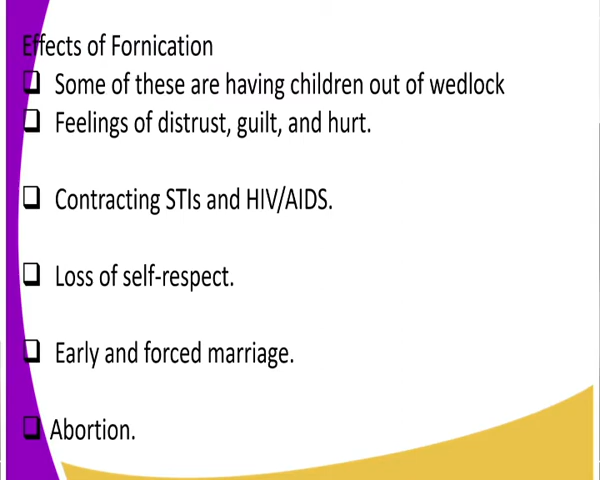 Effects of Fornication
❑ Some of these are having children out of wedlock
❑ Feelings of distrust, guilt, and hurt.
❑ Contracting STIs and HIV/AIDS.
❑ Loss of self-respect.
❑ Early and forced marriage.
❑ Abortion.